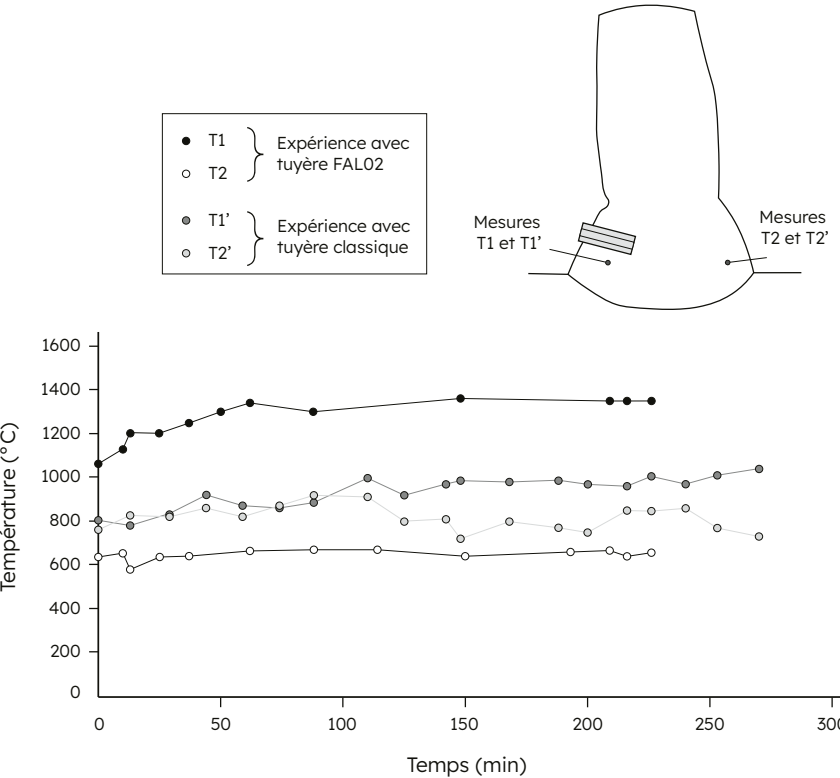 T1
T2
Expérience avec
tuyère FAL02
T1’
T2’
Expérience avec
tuyère classique
Mesures
T1 et T1’
Mesures
T2 et T2’
Température (°C)
1600
1400
1200
1000
800
600
400
200
0
0 50 100 150 200 250 300
Temps (min)